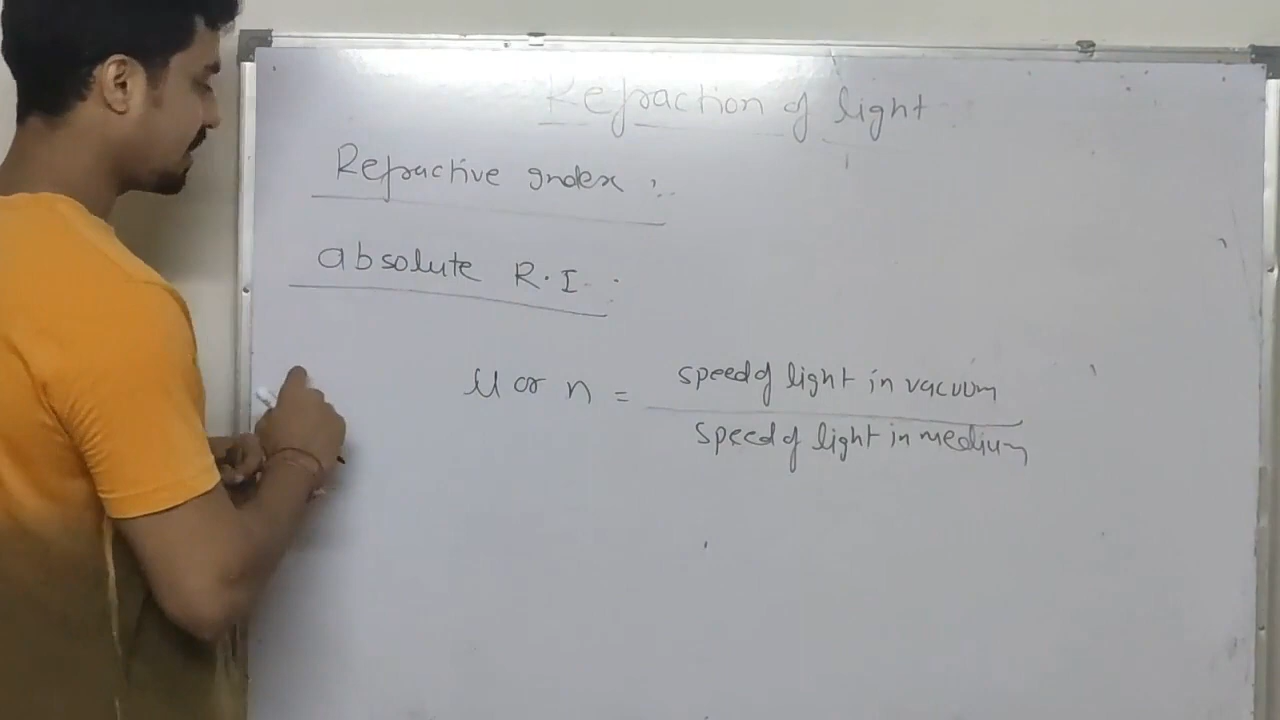 Refraction of light
Refractive Index :
absolute R.I. :
μ or n = speed of light in vacuum
speed of light in medium